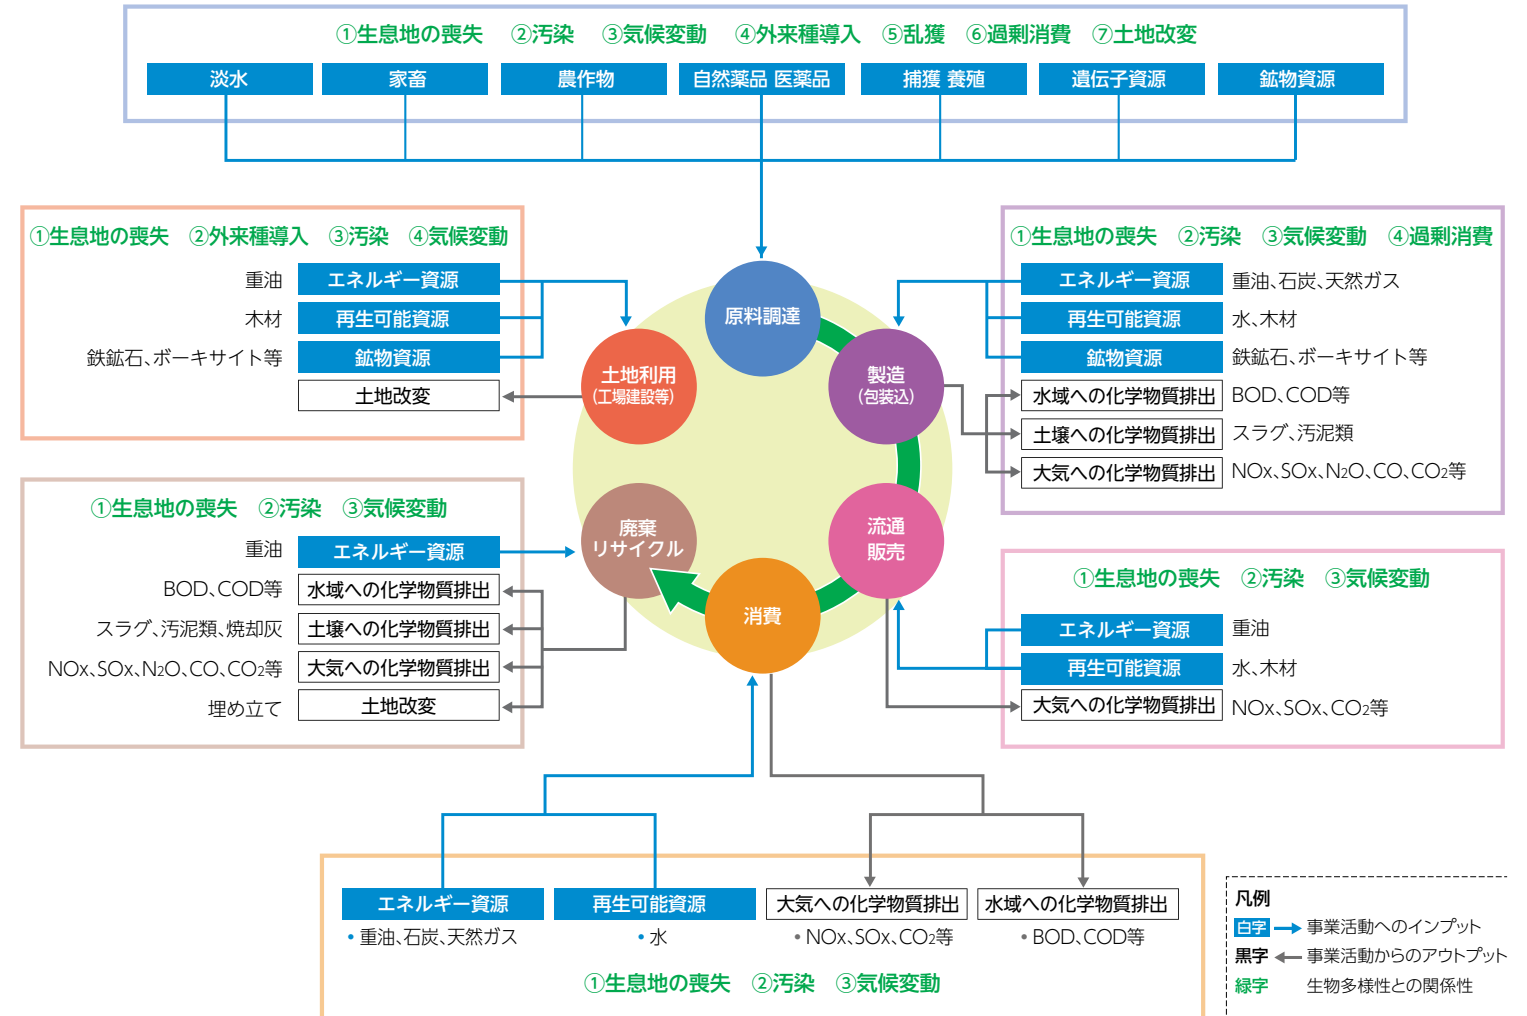 ①生息地の喪失　②汚染　③気候変動　④外来種導入　⑤乱獲　⑥過剰消費　⑦土地改変
淡水　家畜　農作物　自然薬品 医薬品　捕獲 養殖　遺伝子資源　鉱物資源
①生息地の喪失　②外来種導入　③汚染　④気候変動
重油　エネルギー資源
木材　再生可能資源
鉄鉱石、ボーキサイト等　鉱物資源
土地改変
①生息地の喪失　②汚染　③気候変動　④過剰消費
エネルギー資源　重油、石炭、天然ガス
再生可能資源　水、木材
鉱物資源　鉄鉱石、ボーキサイト等
水域への化学物質排出　BOD、COD等
土壌への化学物質排出　スラグ、汚泥類
大気への化学物質排出　NOx、SOx、N2O、CO、CO2等
原料調達
土地利用
（工場建設等）
製造
（包装込）
廃棄
リサイクル
流通
販売
消費
①生息地の喪失　②汚染　③気候変動
重油　エネルギー資源
BOD、COD等　水域への化学物質排出
スラグ、汚泥類、焼却灰　土壌への化学物質排出
NOx、SOx、N2O、CO、CO2等　大気への化学物質排出
埋め立て　土地改変
①生息地の喪失　②汚染　③気候変動
エネルギー資源　重油
再生可能資源　水、木材
大気への化学物質排出　NOx、SOx、CO2等
エネルギー資源　再生可能資源　大気への化学物質排出　水域への化学物質排出
・重油、石炭、天然ガス　・水　・NOx、SOx、CO2等　・BOD、COD等
①生息地の喪失　②汚染　③気候変動
凡例
白字　事業活動へのインプット
黒字　事業活動からのアウトプット
緑字　生物多様性との関係性